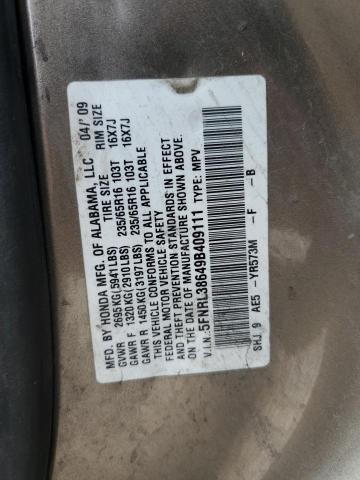 MFD. BY HONDA MFG. OF ALABAMA, LLC 04/'09
TIRE SIZE RIM SIZE
GVWR 2695KG(5941LBS)
GAWR F 1320KG(2910LBS) 235/65R16 103T 16X7J
GAWR R 1450KG(3197LBS) 235/65R16 103T 16X7J
THIS VEHICLE CONFORMS TO ALL APPLICABLE
FEDERAL MOTOR VEHICLE SAFETY
AND THEFT PREVENTION STANDARDS IN EFFECT
ON THE DATE OF MANUFACTURE SHOWN ABOVE.
V.I.N.: 5FNRL38649B409111 TYPE: MPV
SHJ 9 AE5 -YR573M -F -B